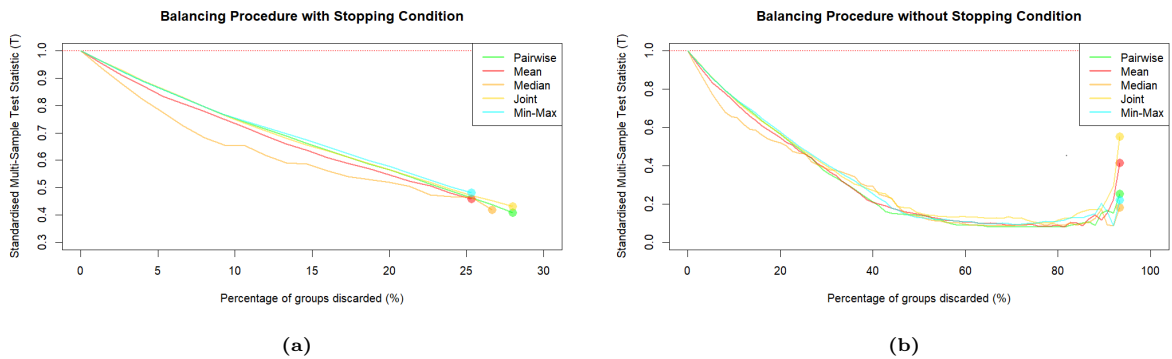 Balancing Procedure with Stopping Condition
Standardised Multi-Sample Test Statistic (T)
1.0
0.9
0.8
0.7
0.6
0.5
0.4
0.3
Pairwise
Mean
Median
Joint
Min-Max
0 5 10 15 20 25 30
Percentage of groups discarded (%)
(a)
Balancing Procedure without Stopping Condition
Standardised Multi-Sample Test Statistic (T)
1.0
0.8
0.6
0.4
0.2
0.0
Pairwise
Mean
Median
Joint
Min-Max
0 20 40 60 80 100
Percentage of groups discarded (%)
(b)